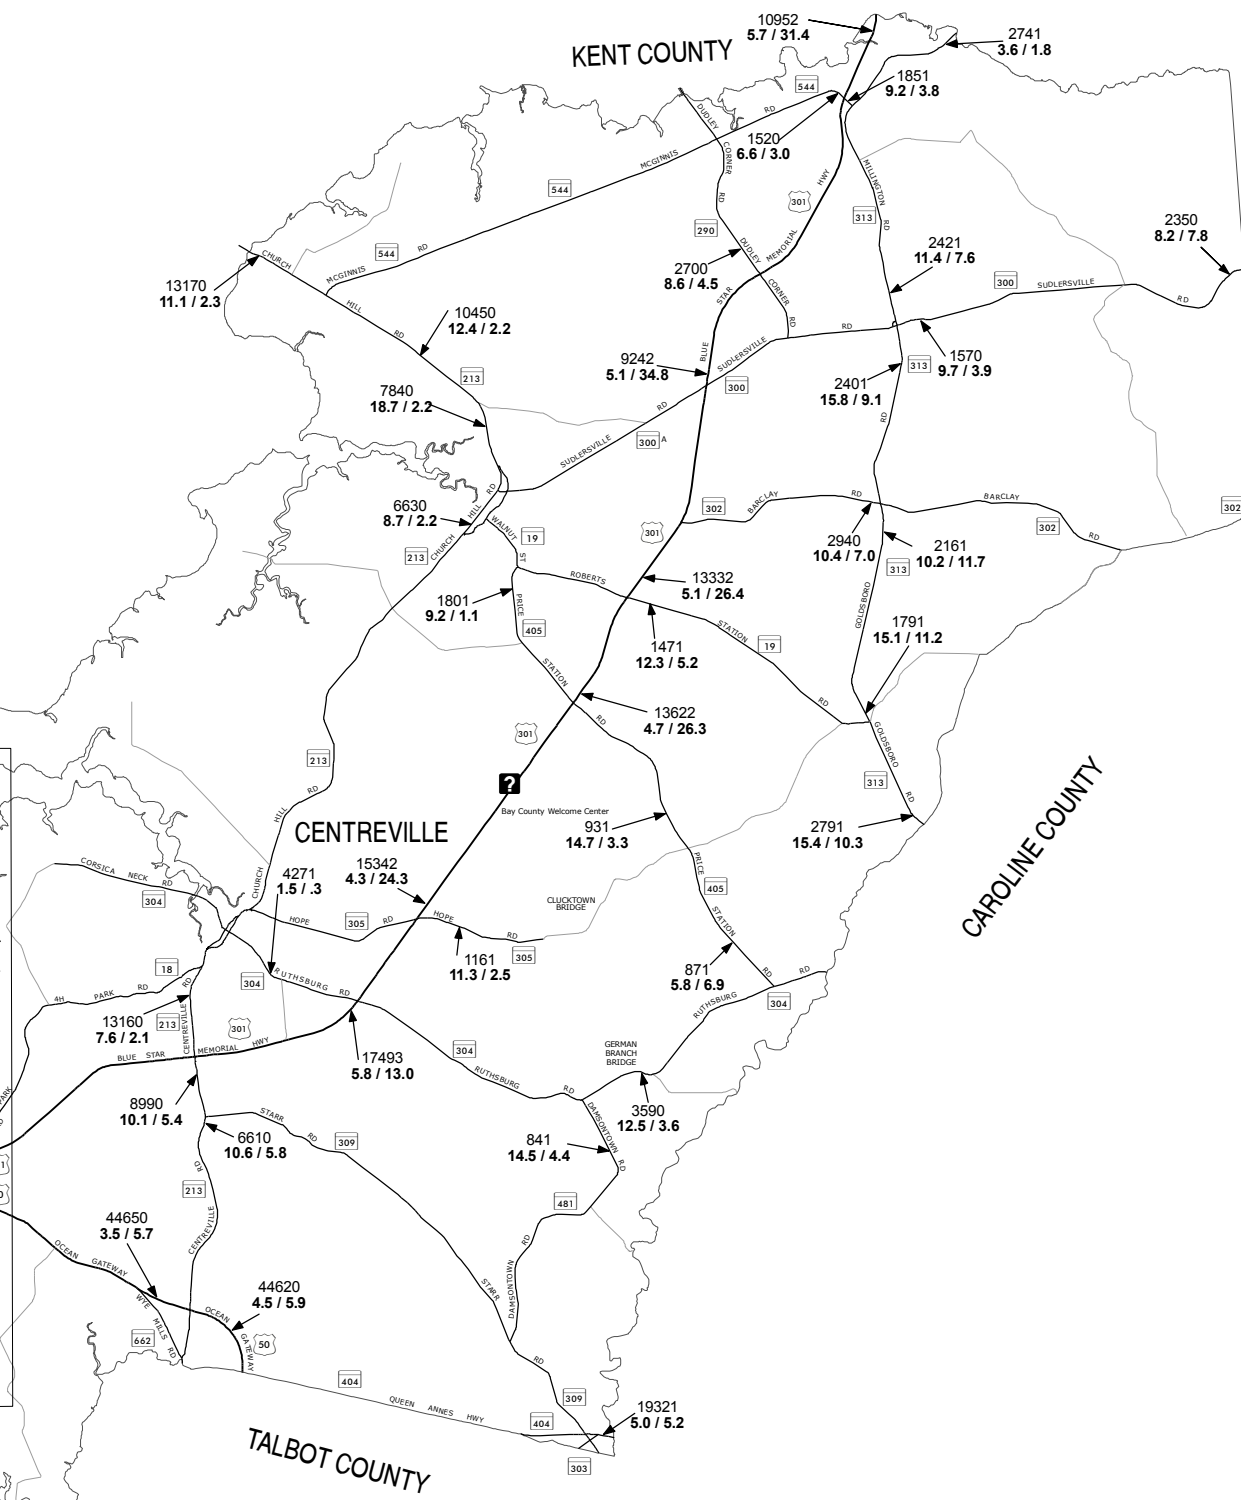 KENT COUNTY
10952
5.7 / 31.4
2741
3.6 / 1.8
1851
9.2 / 3.8
544
MCGINNIS
RD
DUDLEY
CORNER
RD
1520
6.6 / 3.0
544
301
HWY
MEMORIAL
STAR
BLUE
MILLINGTON
RD
313
290
544
MCGINNIS
RD
CHURCH
HILL
RD
13170
11.1 / 2.3
2700
8.6 / 4.5
DUDLEY
CORNER
RD
2421
11.4 / 7.6
2350
8.2 / 7.8
300
SUDLERSVILLE
RD
10450
12.4 / 2.2
9242
5.1 / 34.8
SUDLERSVILLE
RD
1570
9.7 / 3.9
313
2401
15.8 / 9.1
RD
213
7840
18.7 / 2.2
300
RD
300 A
SUDLERSVILLE
6630
8.7 / 2.2
CHURCH
HILL
RD
213
WALNUT
ST
19
302
BARCLAY
RD
BARCLAY
302
RD
302
301
2940
10.4 / 7.0
2161
10.2 / 11.7
313
ROBERTS
13332
5.1 / 26.4
1801
9.2 / 1.1
PRICE
405
STATION
RD
1471
12.3 / 5.2
STATION
19
RD
GOLDSBORO
1791
15.1 / 11.2
13622
4.7 / 26.3
301
GOLDSBORO
313
RD
213
HILL
RD
CHURCH
?
Bay County Welcome Center
CENTREVILLE
931
14.7 / 3.3
2791
15.4 / 10.3
CAROLINE COUNTY
CORSICA
NECK
RD
304
4271
1.5 / .3
15342
4.3 / 24.3
PRICE
405
STATION
RD
CLUCKTOWN
BRIDGE
HOPE
305
RD
HOPE
RD
305
1161
11.3 / 2.5
18
304
RUTHSBURG
RD
871
5.8 / 6.9
RD
304
RUTHSBURG
4H
PARK
RD
RD
13160
7.6 / 2.1
213
CENTREVILLE
301
BLUE
STAR
MEMORIAL
HWY
17493
5.8 / 13.0
304
RUTHSBURG
RD
GERMAN
BRANCH
BRIDGE
PARK
8990
10.1 / 5.4
3590
12.5 / 3.6
STARR
RD
309
DAMSONTOWN
RD
841
14.5 / 4.4
6610
10.6 / 5.8
RD
213
CENTREVILLE
481
RD
DAMSONTOWN
44650
3.5 / 5.7
OCEAN
GATEWAY
44620
4.5 / 5.9
STARR
RD
OCEAN
GATEWAY
50
WYE
MILLS
RD
662
404
QUEEN
ANNES
HWY
309
404
19321
5.0 / 5.2
303
TALBOT COUNTY